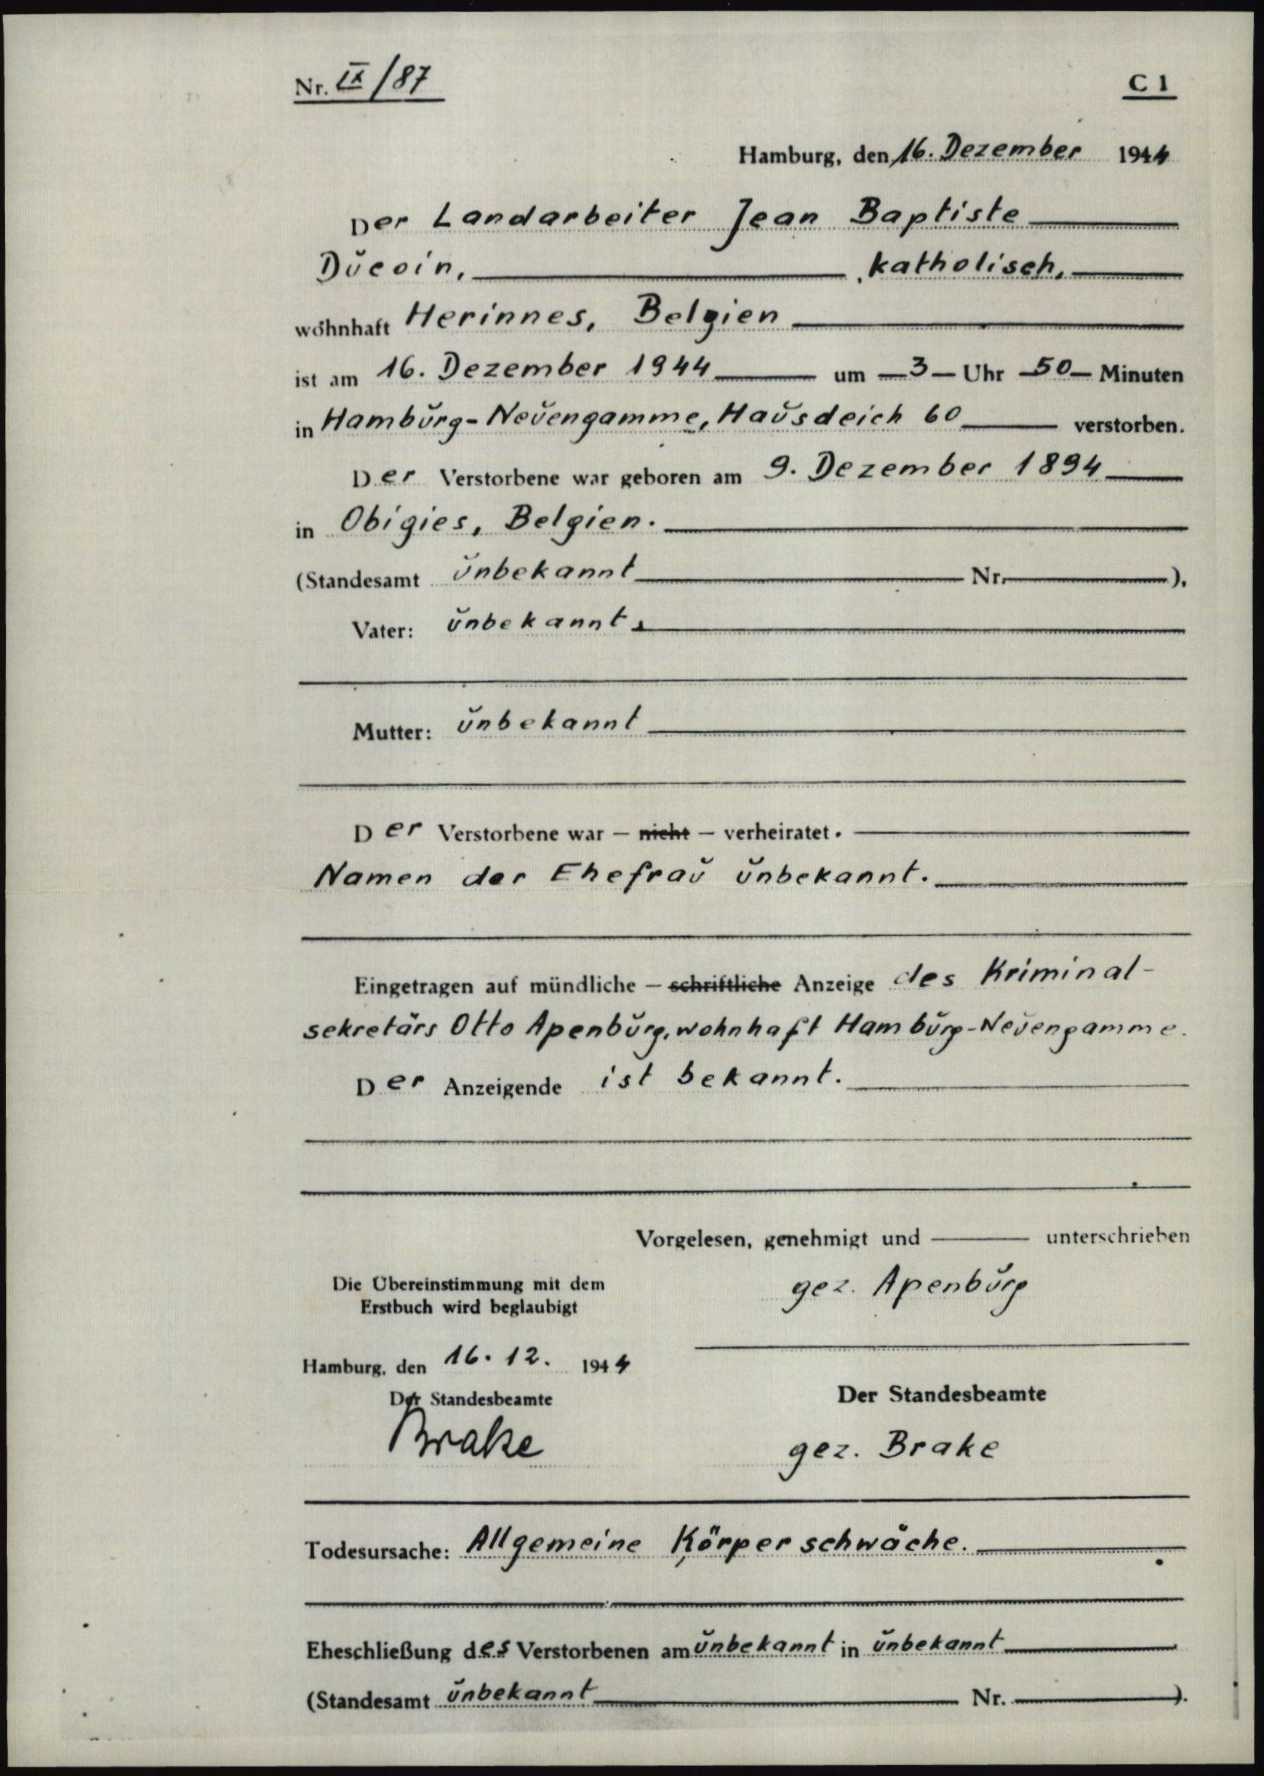 Nr. IX/87 C 1
Hamburg, den 16. Dezember 1944
Der Landarbeiter Jean Baptiste
Ducoin, katholisch,
wohnhaft Herinnes, Belgien
ist am 16. Dezember 1944 um 3 Uhr 50 Minuten
in Hamburg-Neuengamme, Hausdeich 60 verstorben.
Der Verstorbene war geboren am 9. Dezember 1894
in Obigies, Belgien.
(Standesamt unbekannt Nr. ),
Vater: unbekannt.
Mutter: unbekannt
Der Verstorbene war — nicht — verheiratet.
Namen der Ehefrau unbekannt.
Eingetragen auf mündliche — schriftliche Anzeige des Kriminal-
sekretärs Otto Apenburg, wohnhaft Hamburg-Neuengamme.
Der Anzeigende ist bekannt.
Vorgelesen, genehmigt und unterschrieben
gez. Apenburg
Die Übereinstimmung mit dem
Erstbuch wird beglaubigt
Hamburg, den 16. 12. 1944
Der Standesbeamte
Brake
Der Standesbeamte
gez. Brake
Todesursache: Allgemeine Körperschwäche.
Eheschließung des Verstorbenen am unbekannt in unbekannt
(Standesamt unbekannt Nr. ).